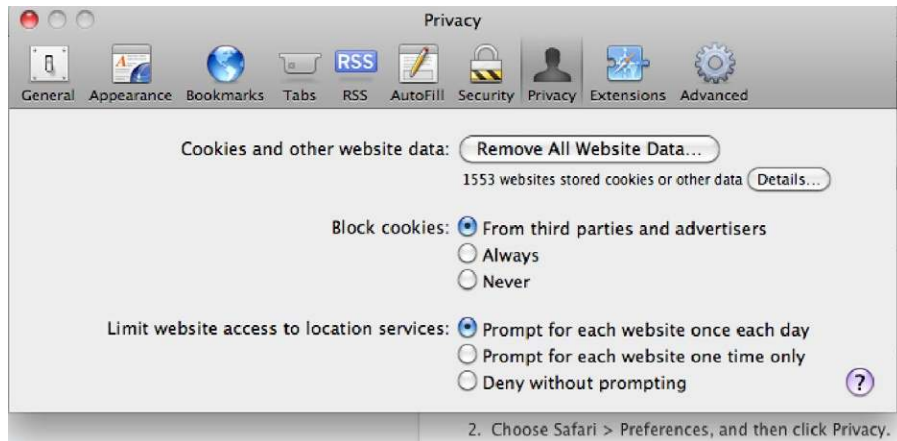 Privacy
RSS
General Appearance Bookmarks Tabs RSS AutoFill Security Privacy Extensions Advanced
Cookies and other website data: Remove All Website Data...
1553 websites stored cookies or other data Details...
Block cookies: From third parties and advertisers
Always
Never
Limit website access to location services: Prompt for each website once each day
Prompt for each website one time only
Deny without prompting
?
2. Choose Safari > Preferences, and then click Privacy.